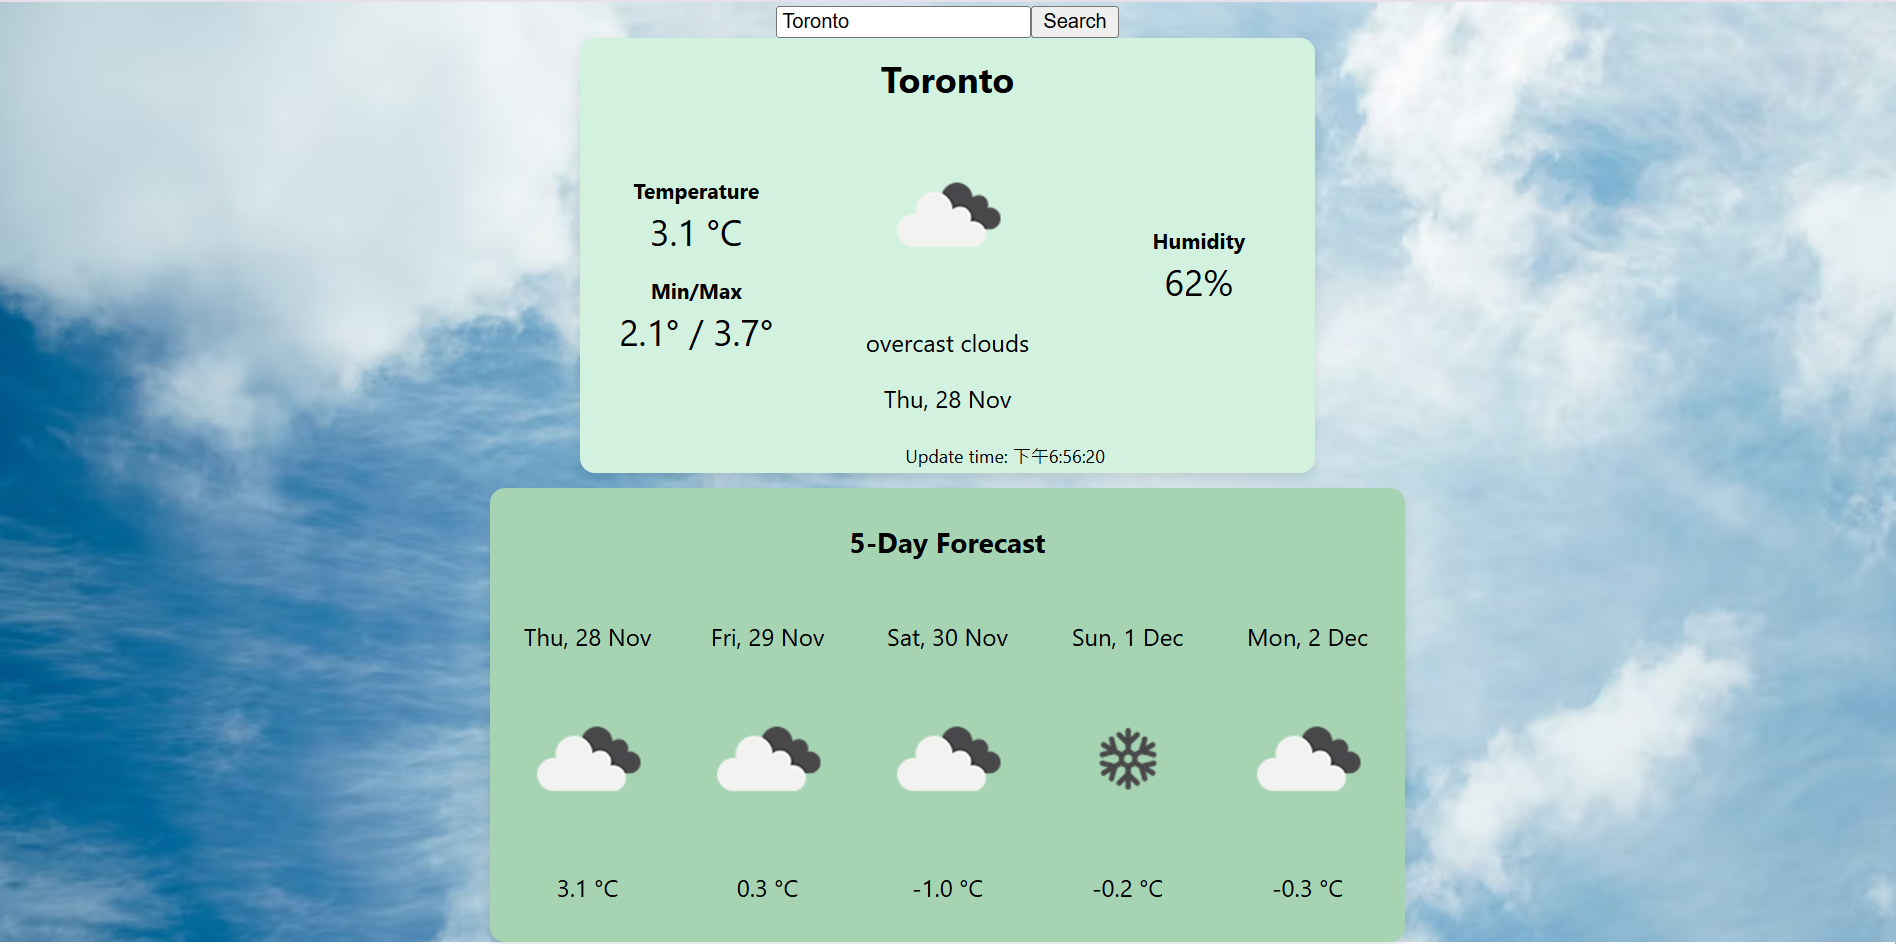 Toronto Search
Toronto
Temperature
3.1 °C
Min/Max
2.1° / 3.7°
overcast clouds
Thu, 28 Nov
Humidity
62%
Update time: 下午6:56:20
5-Day Forecast
Thu, 28 Nov Fri, 29 Nov Sat, 30 Nov Sun, 1 Dec Mon, 2 Dec
3.1 °C 0.3 °C -1.0 °C -0.2 °C -0.3 °C